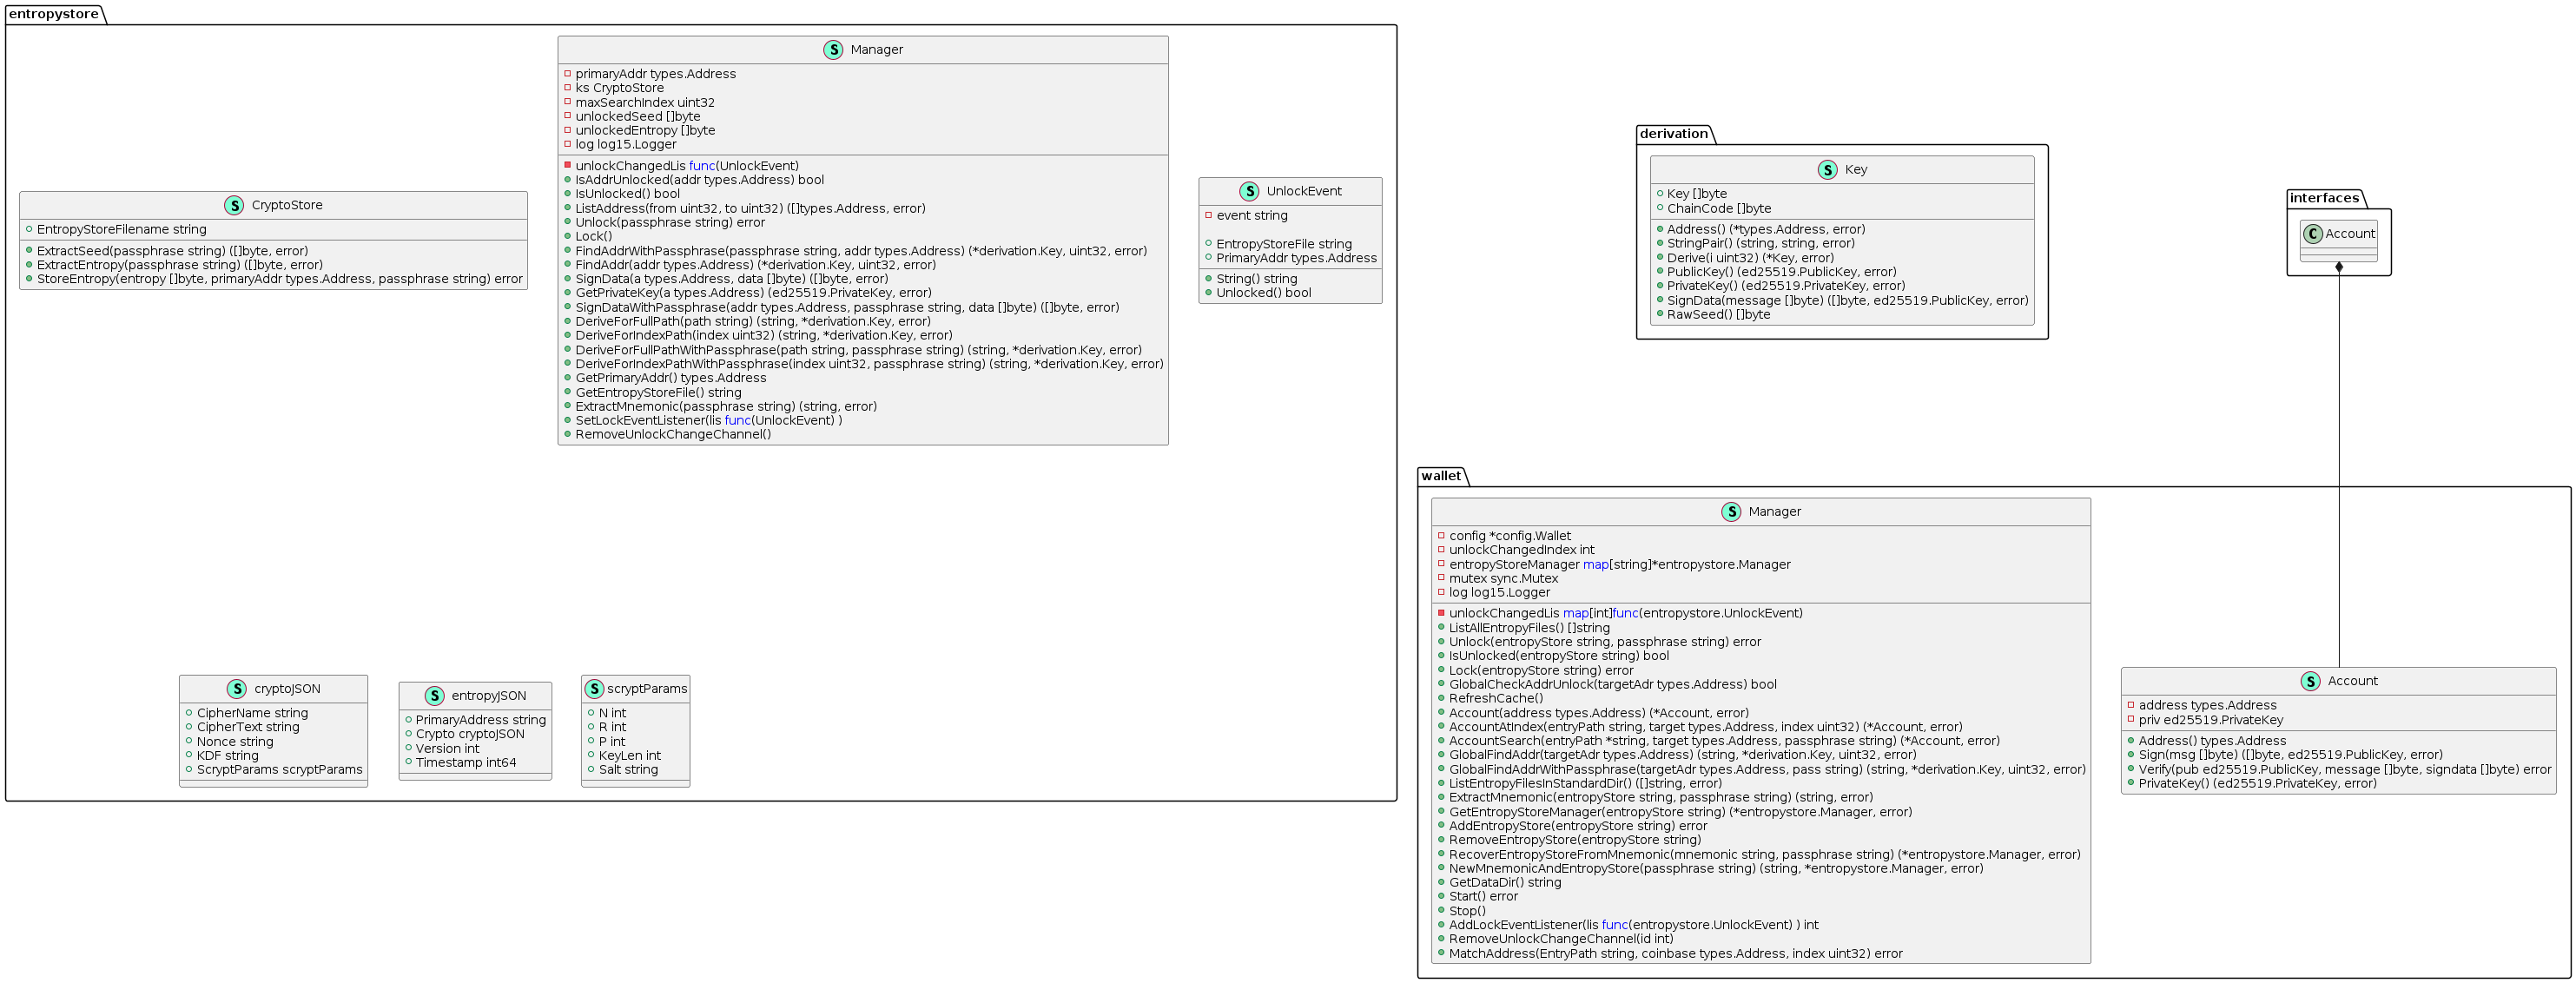 entropystore
S Manager
primaryAddr types.Address
ks CryptoStore
maxSearchIndex uint32
unlockedSeed []byte
unlockedEntropy []byte
log log15.Logger
unlockChangedLis func(UnlockEvent)
IsAddrUnlocked(addr types.Address) bool
IsUnlocked() bool
ListAddress(from uint32, to uint32) ([]types.Address, error)
Unlock(passphrase string) error
Lock()
FindAddrWithPassphrase(passphrase string, addr types.Address) (*derivation.Key, uint32, error)
FindAddr(addr types.Address) (*derivation.Key, uint32, error)
SignData(a types.Address, data []byte) ([]byte, error)
GetPrivateKey(a types.Address) (ed25519.PrivateKey, error)
SignDataWithPassphrase(addr types.Address, passphrase string, data []byte) ([]byte, error)
DeriveForFullPath(path string) (string, *derivation.Key, error)
DeriveForIndexPath(index uint32) (string, *derivation.Key, error)
DeriveForFullPathWithPassphrase(path string, passphrase string) (string, *derivation.Key, error)
DeriveForIndexPathWithPassphrase(index uint32, passphrase string) (string, *derivation.Key, error)
GetPrimaryAddr() types.Address
GetEntropyStoreFile() string
ExtractMnemonic(passphrase string) (string, error)
SetLockEventListener(lis func(UnlockEvent) )
RemoveUnlockChangeChannel()
S CryptoStore
EntropyStoreFilename string
ExtractSeed(passphrase string) ([]byte, error)
ExtractEntropy(passphrase string) ([]byte, error)
StoreEntropy(entropy []byte, primaryAddr types.Address, passphrase string) error
S UnlockEvent
event string
EntropyStoreFile string
PrimaryAddr types.Address
String() string
Unlocked() bool
S cryptoJSON
CipherName string
CipherText string
Nonce string
KDF string
ScryptParams scryptParams
S entropyJSON
PrimaryAddress string
Crypto cryptoJSON
Version int
Timestamp int64
S scryptParams
N int
R int
P int
KeyLen int
Salt string
derivation
S Key
Key []byte
ChainCode []byte
Address() (*types.Address, error)
StringPair() (string, string, error)
Derive(i uint32) (*Key, error)
PublicKey() (ed25519.PublicKey, error)
PrivateKey() (ed25519.PrivateKey, error)
SignData(message []byte) ([]byte, ed25519.PublicKey, error)
RawSeed() []byte
interfaces
C Account
wallet
S Manager
config *config.Wallet
unlockChangedIndex int
entropyStoreManager map[string]*entropystore.Manager
mutex sync.Mutex
log log15.Logger
unlockChangedLis map[int]func(entropystore.UnlockEvent)
ListAllEntropyFiles() []string
Unlock(entropyStore string, passphrase string) error
IsUnlocked(entropyStore string) bool
Lock(entropyStore string) error
GlobalCheckAddrUnlock(targetAdr types.Address) bool
RefreshCache()
Account(address types.Address) (*Account, error)
AccountAtIndex(entryPath string, target types.Address, index uint32) (*Account, error)
AccountSearch(entryPath *string, target types.Address, passphrase string) (*Account, error)
GlobalFindAddr(targetAdr types.Address) (string, *derivation.Key, uint32, error)
GlobalFindAddrWithPassphrase(targetAdr types.Address, pass string) (string, *derivation.Key, uint32, error)
ListEntropyFilesInStandardDir() ([]string, error)
ExtractMnemonic(entropyStore string, passphrase string) (string, error)
GetEntropyStoreManager(entropyStore string) (*entropystore.Manager, error)
AddEntropyStore(entropyStore string) error
RemoveEntropyStore(entropyStore string)
RecoverEntropyStoreFromMnemonic(mnemonic string, passphrase string) (*entropystore.Manager, error)
NewMnemonicAndEntropyStore(passphrase string) (string, *entropystore.Manager, error)
GetDataDir() string
Start() error
Stop()
AddLockEventListener(lis func(entropystore.UnlockEvent) ) int
RemoveUnlockChangeChannel(id int)
MatchAddress(EntryPath string, coinbase types.Address, index uint32) error
S Account
address types.Address
priv ed25519.PrivateKey
Address() types.Address
Sign(msg []byte) ([]byte, ed25519.PublicKey, error)
Verify(pub ed25519.PublicKey, message []byte, signdata []byte) error
PrivateKey() (ed25519.PrivateKey, error)